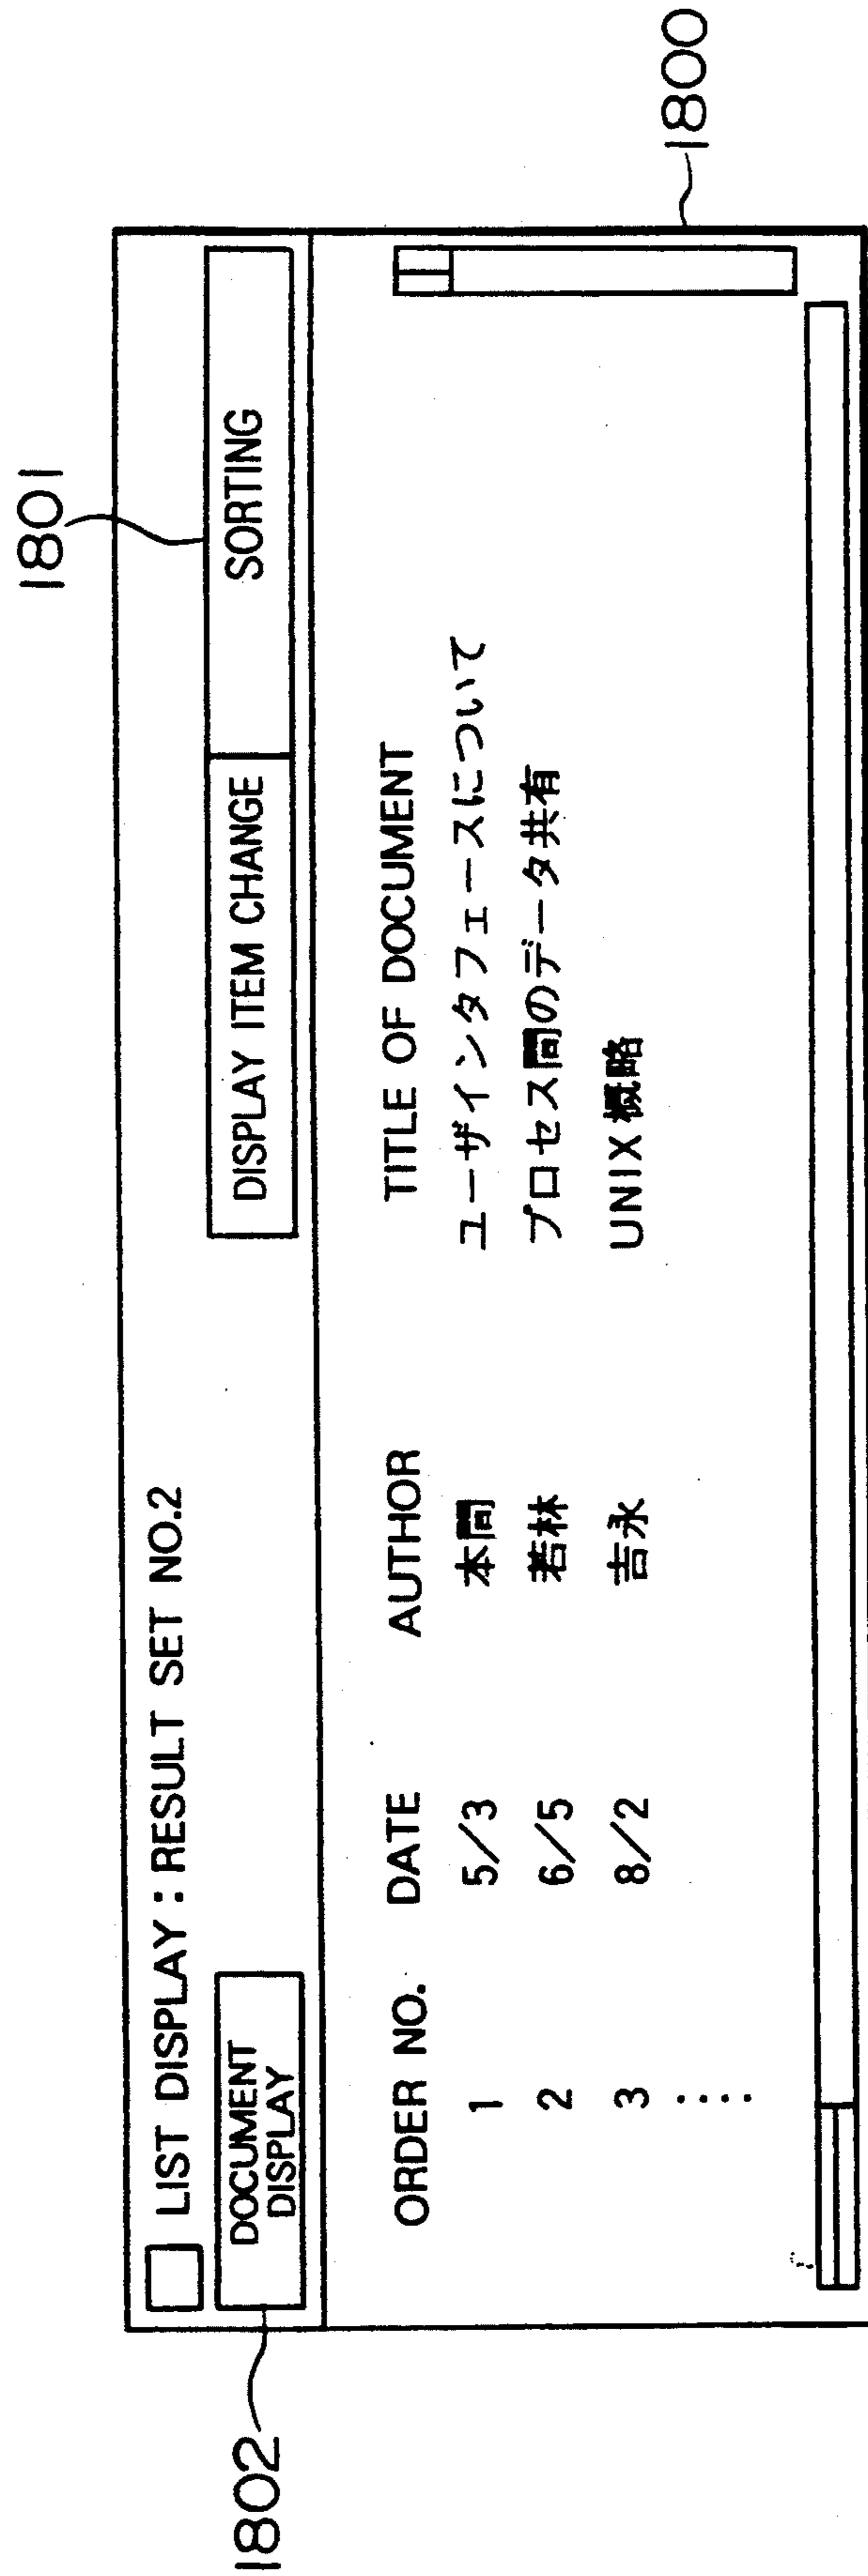 1801
LIST DISPLAY : RESULT SET NO.2
DOCUMENT DISPLAY
DISPLAY ITEM CHANGE
SORTING
1802
ORDER NO. DATE AUTHOR TITLE OF DOCUMENT
1 5/3 本間 ユーザインタフェースについて
2 6/5 若林 プロセス間のデータ共有
3 8/2 吉永 UNIX概略
1800